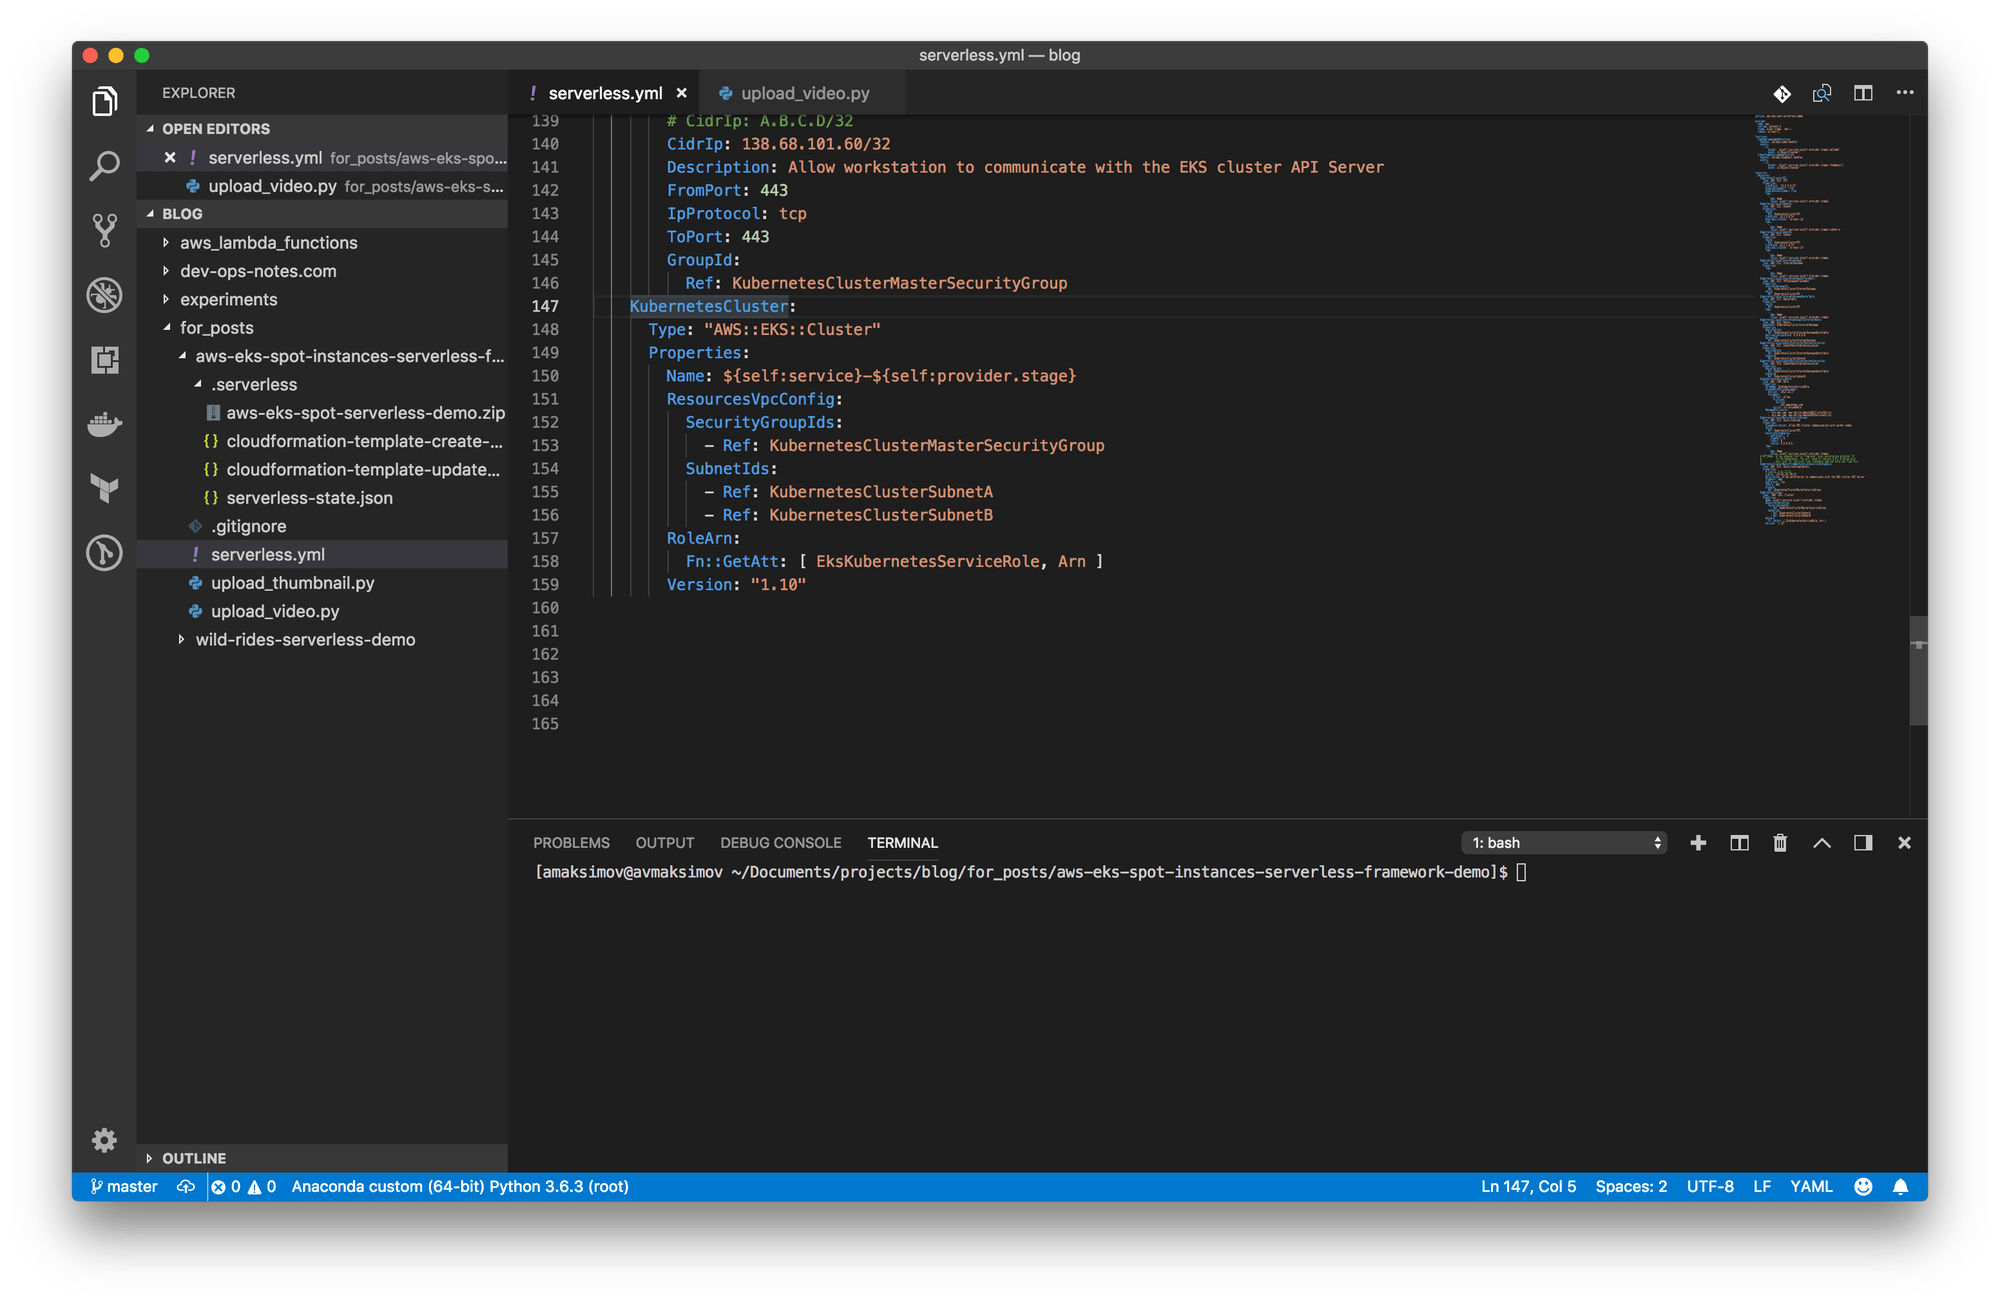 serverless.yml — blog
EXPLORER
OPEN EDITORS
serverless.yml for_posts/aws-eks-spo...
upload_video.py for_posts/aws-eks-s...
BLOG
aws_lambda_functions
dev-ops-notes.com
experiments
for_posts
aws-eks-spot-instances-serverless-f...
.serverless
aws-eks-spot-serverless-demo.zip
{} cloudformation-template-create-...
{} cloudformation-template-update...
{} serverless-state.json
.gitignore
! serverless.yml
upload_thumbnail.py
upload_video.py
wild-rides-serverless-demo
OUTLINE
! serverless.yml
upload_video.py
139 # CidrIp: A.B.C.D/32
140 CidrIp: 138.68.101.60/32
141 Description: Allow workstation to communicate with the EKS cluster API Server
142 FromPort: 443
143 IpProtocol: tcp
144 ToPort: 443
145 GroupId:
146 Ref: KubernetesClusterMasterSecurityGroup
147 KubernetesCluster:
148 Type: "AWS::EKS::Cluster"
149 Properties:
150 Name: ${self:service}-${self:provider.stage}
151 ResourcesVpcConfig:
152 SecurityGroupIds:
153 - Ref: KubernetesClusterMasterSecurityGroup
154 SubnetIds:
155 - Ref: KubernetesClusterSubnetA
156 - Ref: KubernetesClusterSubnetB
157 RoleArn:
158 Fn::GetAtt: [ EksKubernetesServiceRole, Arn ]
159 Version: "1.10"
160
161
162
163
164
165
PROBLEMS OUTPUT DEBUG CONSOLE TERMINAL 1: bash
[amaksimov@avmaksimov ~/Documents/projects/blog/for_posts/aws-eks-spot-instances-serverless-framework-demo]$
master 0 0 Anaconda custom (64-bit) Python 3.6.3 (root) Ln 147, Col 5 Spaces: 2 UTF-8 LF YAML